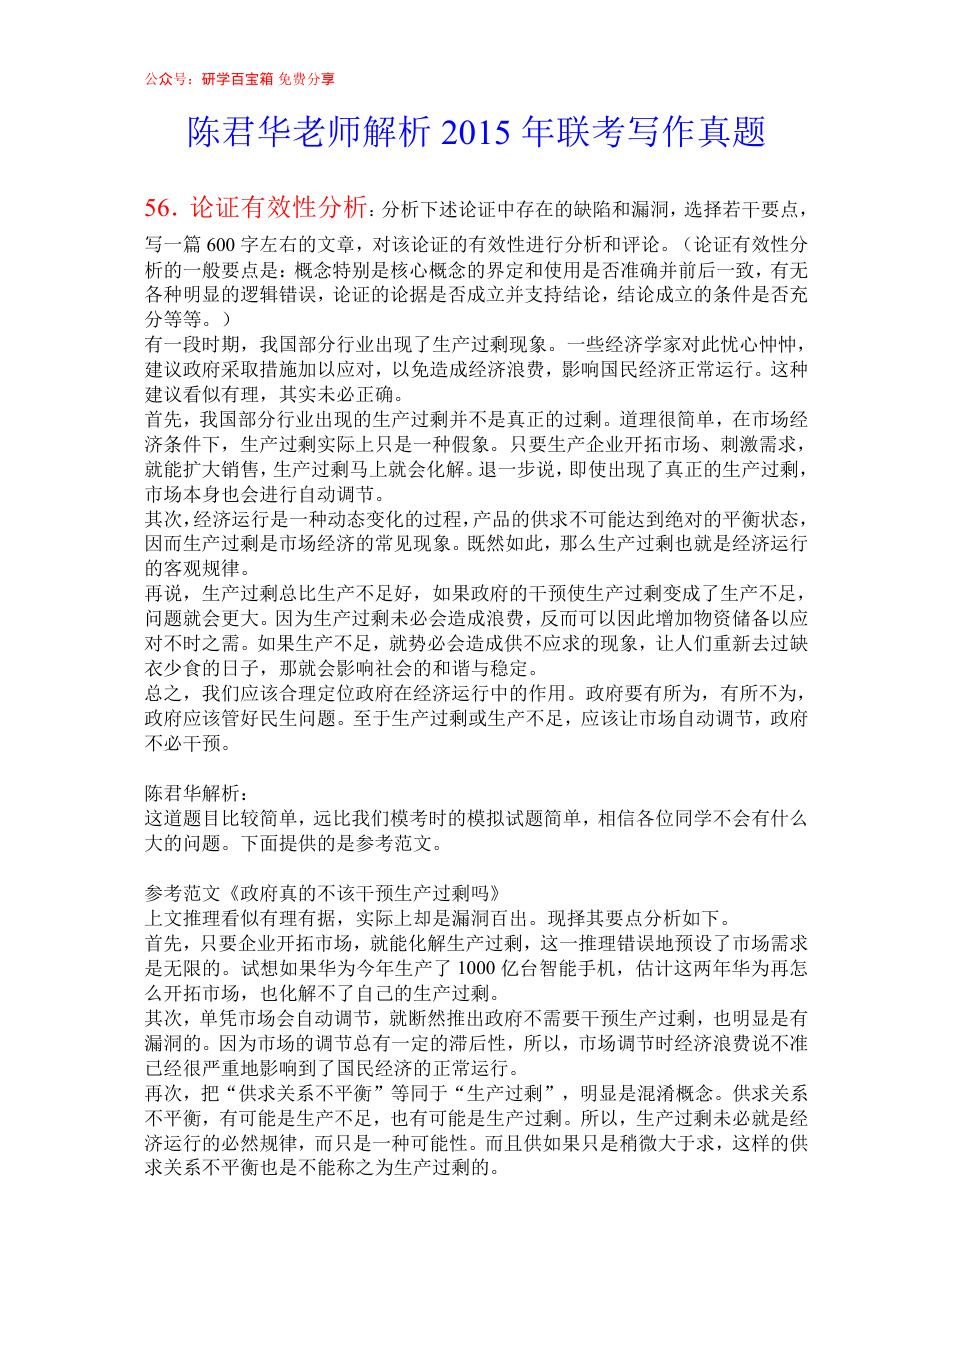 公众号：研学百宝箱 免费分享
陈君华老师解析 2015 年联考写作真题
56．论证有效性分析：分析下述论证中存在的缺陷和漏洞，选择若干要点，
写一篇 600 字左右的文章，对该论证的有效性进行分析和评论。（论证有效性分
析的一般要点是：概念特别是核心概念的界定和使用是否准确并前后一致，有无
各种明显的逻辑错误，论证的论据是否成立并支持结论，结论成立的条件是否充
分等等。）
有一段时期，我国部分行业出现了生产过剩现象。一些经济学家对此忧心忡忡，
建议政府采取措施加以应对，以免造成经济浪费，影响国民经济正常运行。这种
建议看似有理，其实未必正确。
首先，我国部分行业出现的生产过剩并不是真正的过剩。道理很简单，在市场经
济条件下，生产过剩实际上只是一种假象。只要生产企业开拓市场、刺激需求，
就能扩大销售，生产过剩马上就会化解。退一步说，即使出现了真正的生产过剩，
市场本身也会进行自动调节。
其次，经济运行是一种动态变化的过程，产品的供求不可能达到绝对的平衡状态，
因而生产过剩是市场经济的常见现象。既然如此，那么生产过剩也就是经济运行
的客观规律。
再说，生产过剩总比生产不足好，如果政府的干预使生产过剩变成了生产不足，
问题就会更大。因为生产过剩未必会造成浪费，反而可以因此增加物资储备以应
对不时之需。如果生产不足，就势必会造成供不应求的现象，让人们重新去过缺
衣少食的日子，那就会影响社会的和谐与稳定。
总之，我们应该合理定位政府在经济运行中的作用。政府要有所为，有所不为，
政府应该管好民生问题。至于生产过剩或生产不足，应该让市场自动调节，政府
不必干预。
陈君华解析：
这道题目比较简单，远比我们模考时的模拟试题简单，相信各位同学不会有什么
大的问题。下面提供的是参考范文。
参考范文《政府真的不该干预生产过剩吗》
上文推理看似有理有据，实际上却是漏洞百出。现择其要点分析如下。
首先，只要企业开拓市场，就能化解生产过剩，这一推理错误地预设了市场需求
是无限的。试想如果华为今年生产了 1000 亿台智能手机，估计这两年华为再怎
么开拓市场，也化解不了自己的生产过剩。
其次，单凭市场会自动调节，就断然推出政府不需要干预生产过剩，也明显是有
漏洞的。因为市场的调节总有一定的滞后性，所以，市场调节时经济浪费说不准
已经很严重地影响到了国民经济的正常运行。
再次，把“供求关系不平衡”等同于“生产过剩”，明显是混淆概念。供求关系
不平衡，有可能是生产不足，也有可能是生产过剩。所以，生产过剩未必就是经
济运行的必然规律，而只是一种可能性。而且供如果只是稍微大于求，这样的供
求关系不平衡也是不能称之为生产过剩的。